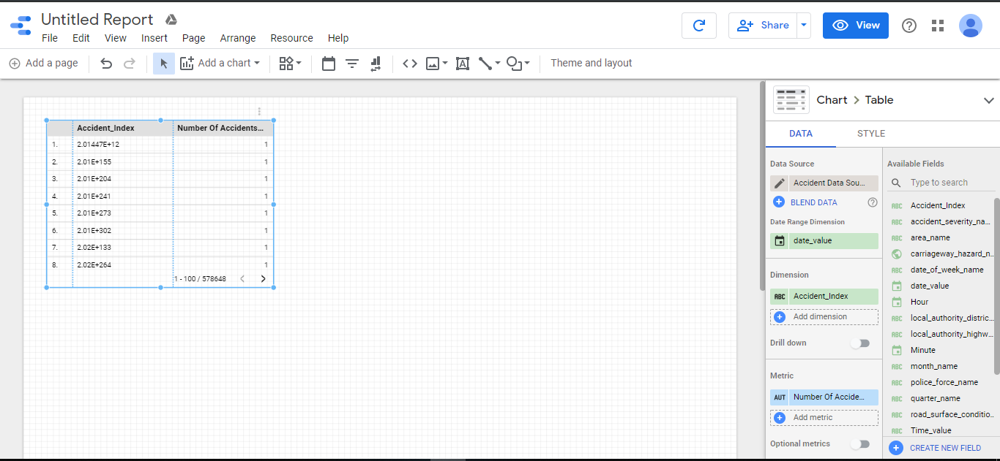 Untitled Report
File Edit View Insert Page Arrange Resource Help
Share
View
Add a page
Add a chart
Theme and layout
Accident_Index Number Of Accidents...
1. 2.01447E+12 1
2. 2.01E+155 1
3. 2.01E+204 1
4. 2.01E+241 1
5. 2.01E+273 1
6. 2.01E+302 1
7. 2.02E+133 1
8. 2.02E+264 1
1 - 100 / 578648
Chart > Table
DATA STYLE
Data Source
Accident Data Sou...
BLEND DATA
Date Range Dimension
date_value
Dimension
ABC Accident_Index
Add dimension
Drill down
Metric
AUT Number Of Accide...
Add metric
Optional metrics
Available Fields
Type to search
ABC Accident_Index
ABC accident_severity_na...
ABC area_name
carriageway_hazard_n...
ABC date_of_week_name
date_value
Hour
ABC local_authority_distric...
ABC local_authority_highw...
Minute
ABC month_name
ABC police_force_name
ABC quarter_name
ABC road_surface_conditio...
ABC Time_value
CREATE NEW FIELD